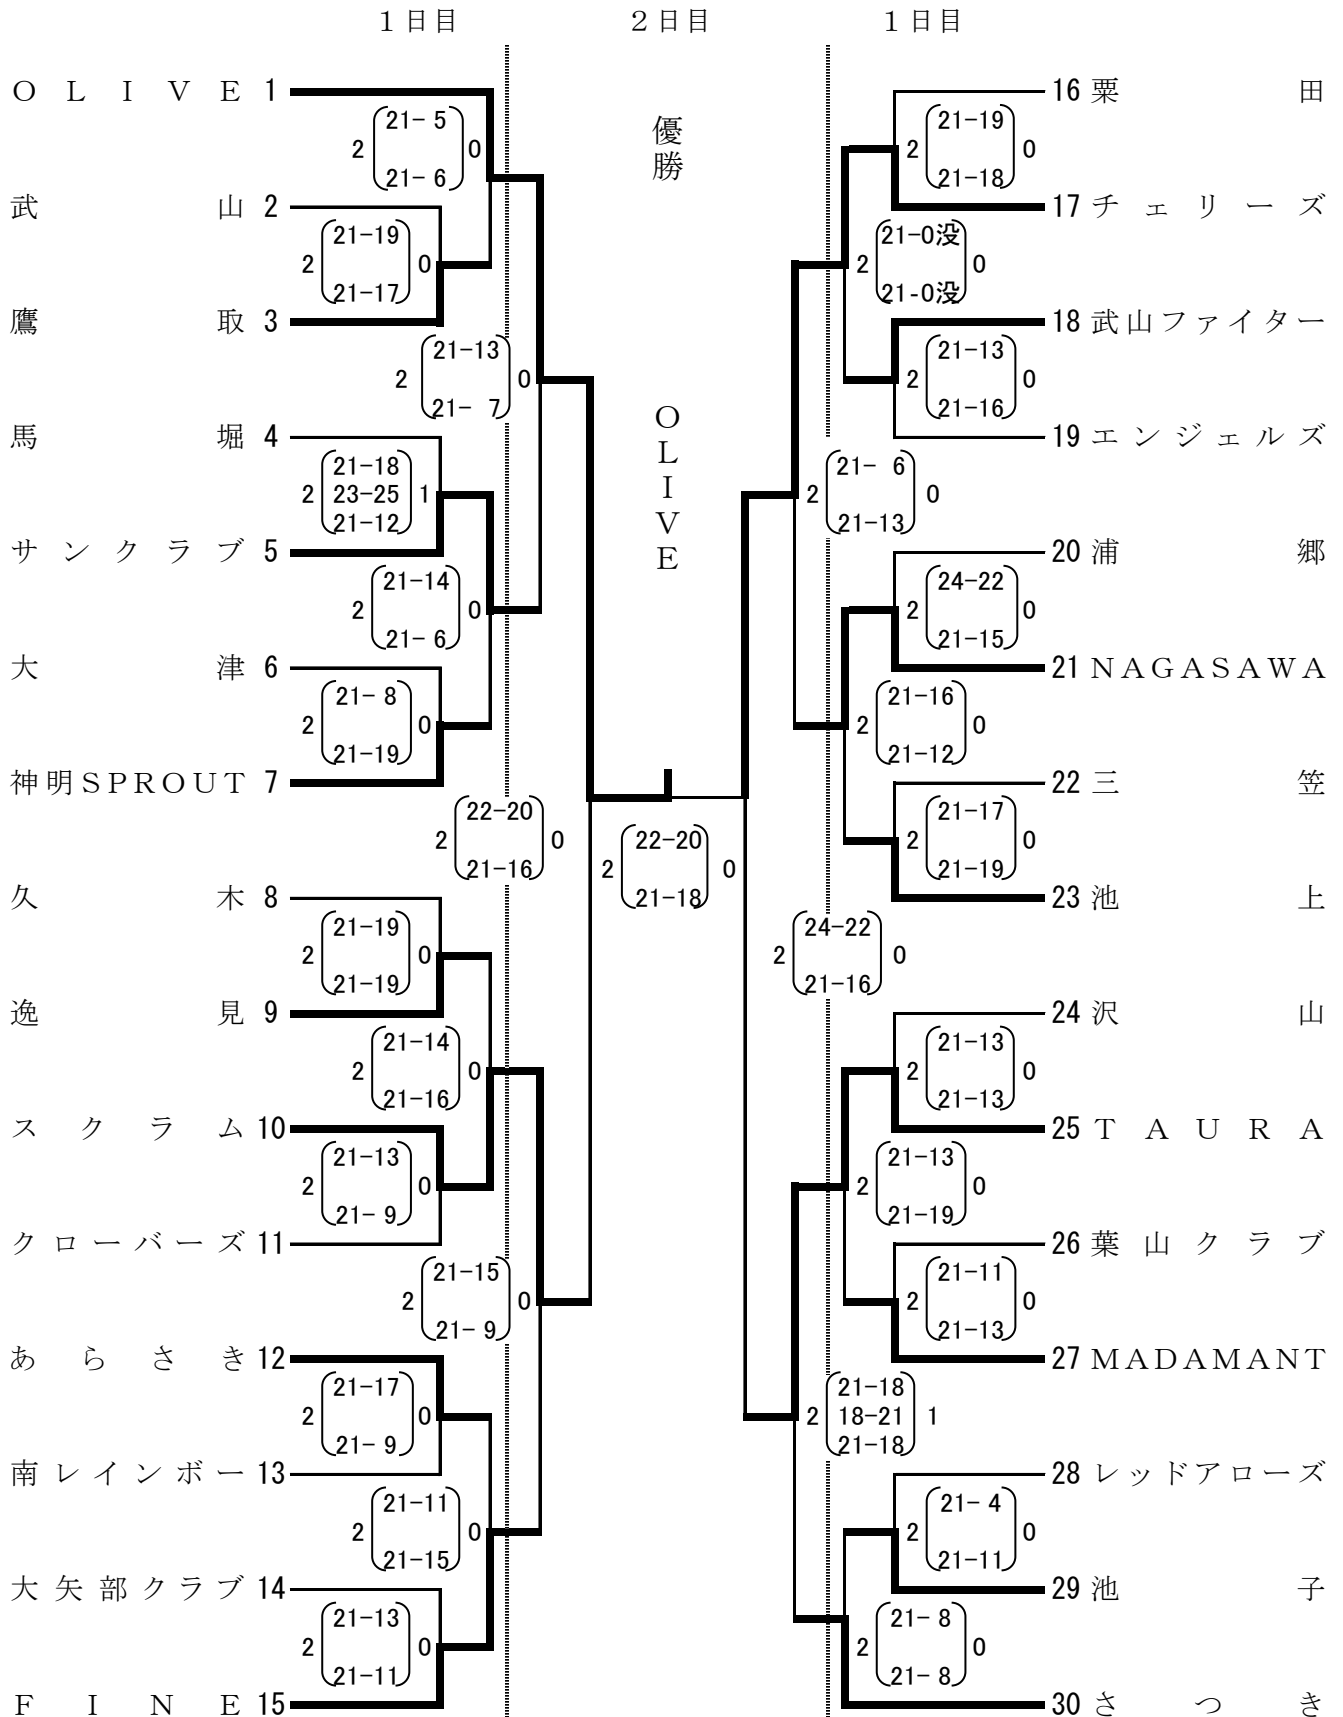 １日目 ２日目 １日目
ＯＬＩＶＥ 1
16 粟田
21- 5
2 0
21- 6
優勝
21-19
2 0
21-18
武山 2
17 チェリーズ
21-19
2 0
21-17
21-0没
2 0
21-0没
鷹取 3
18 武山ファイター
21-13
2 0
21- 7
21-13
2 0
21-16
ＯＬＩＶＥ
馬堀 4
19 エンジェルズ
21-18
2 23-25 1
21-12
21- 6
2 0
21-13
サンクラブ 5
20 浦郷
21-14
2 0
21- 6
24-22
2 0
21-15
大津 6
21 ＮＡＧＡＳＡＷＡ
21- 8
2 0
21-19
21-16
2 0
21-12
神明ＳＰＲＯＵＴ 7
22 三笠
22-20
2 0
21-16
22-20
2 0
21-18
21-17
2 0
21-19
久木 8
23 池上
21-19
2 0
21-19
24-22
2 0
21-16
逸見 9
24 沢山
21-14
2 0
21-16
21-13
2 0
21-13
スクラム 10
25 ＴＡＵＲＡ
21-13
2 0
21- 9
21-13
2 0
21-19
クローバーズ 11
26 葉山クラブ
21-15
2 0
21- 9
21-11
2 0
21-13
あらさき 12
27 ＭＡＤＡＭＡＮＴ
21-17
2 0
21- 9
21-18
2 18-21 1
21-18
南レインボー 13
28 レッドアローズ
21-11
2 0
21-15
21- 4
2 0
21-11
大矢部クラブ 14
29 池子
21-13
2 0
21-11
21- 8
2 0
21- 8
ＦＩＮＥ 15
30 さつき